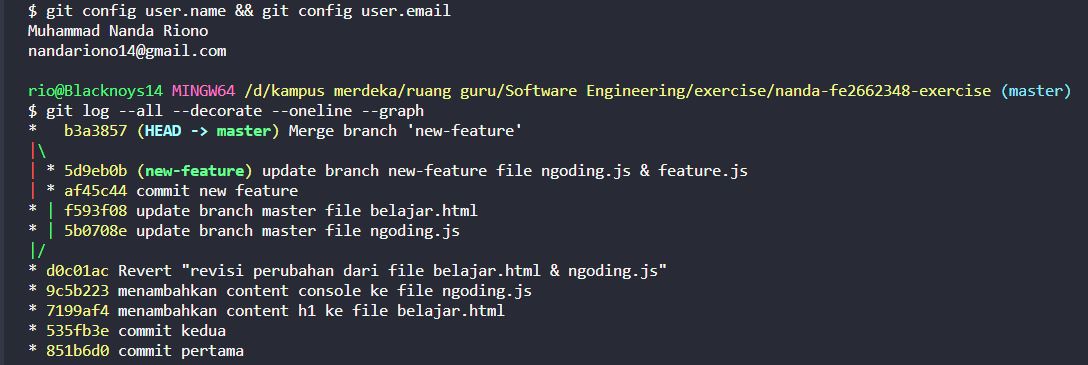 $ git config user.name && git config user.email
Muhammad Nanda Riono
nandariono14@gmail.com
rio@Blacknoys14 MINGW64 /d/kampus merdeka/ruang guru/Software Engineering/exercise/nanda-fe2662348-exercise (master)
$ git log --all --decorate --oneline --graph
*   b3a3857 (HEAD -> master) Merge branch 'new-feature'
|\
| * 5d9eb0b (new-feature) update branch new-feature file ngoding.js & feature.js
| * af45c44 commit new feature
* | f593f08 update branch master file belajar.html
* | 5b0708e update branch master file ngoding.js
|/
* d0c01ac Revert "revisi perubahan dari file belajar.html & ngoding.js"
* 9c5b223 menambahkan content console ke file ngoding.js
* 7199af4 menambahkan content h1 ke file belajar.html
* 535fb3e commit kedua
* 851b6d0 commit pertama